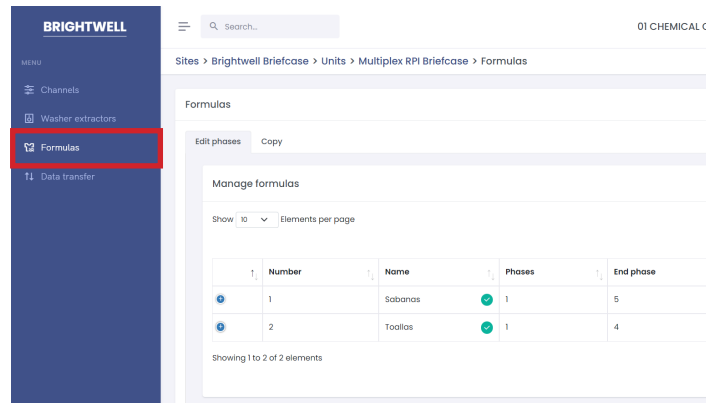 BRIGHTWELL
Search...
01 CHEMICAL
MENU
Sites > Brightwell Briefcase > Units > Multiplex RPI Briefcase > Formulas
Channels
Washer extractors
Formulas
Data transfer
Formulas
Edit phases Copy
Manage formulas
Show 10 Elements per page
Number Name Phases End phase
1 Sabanas 1 5
2 Toallas 1 4
Showing 1 to 2 of 2 elements